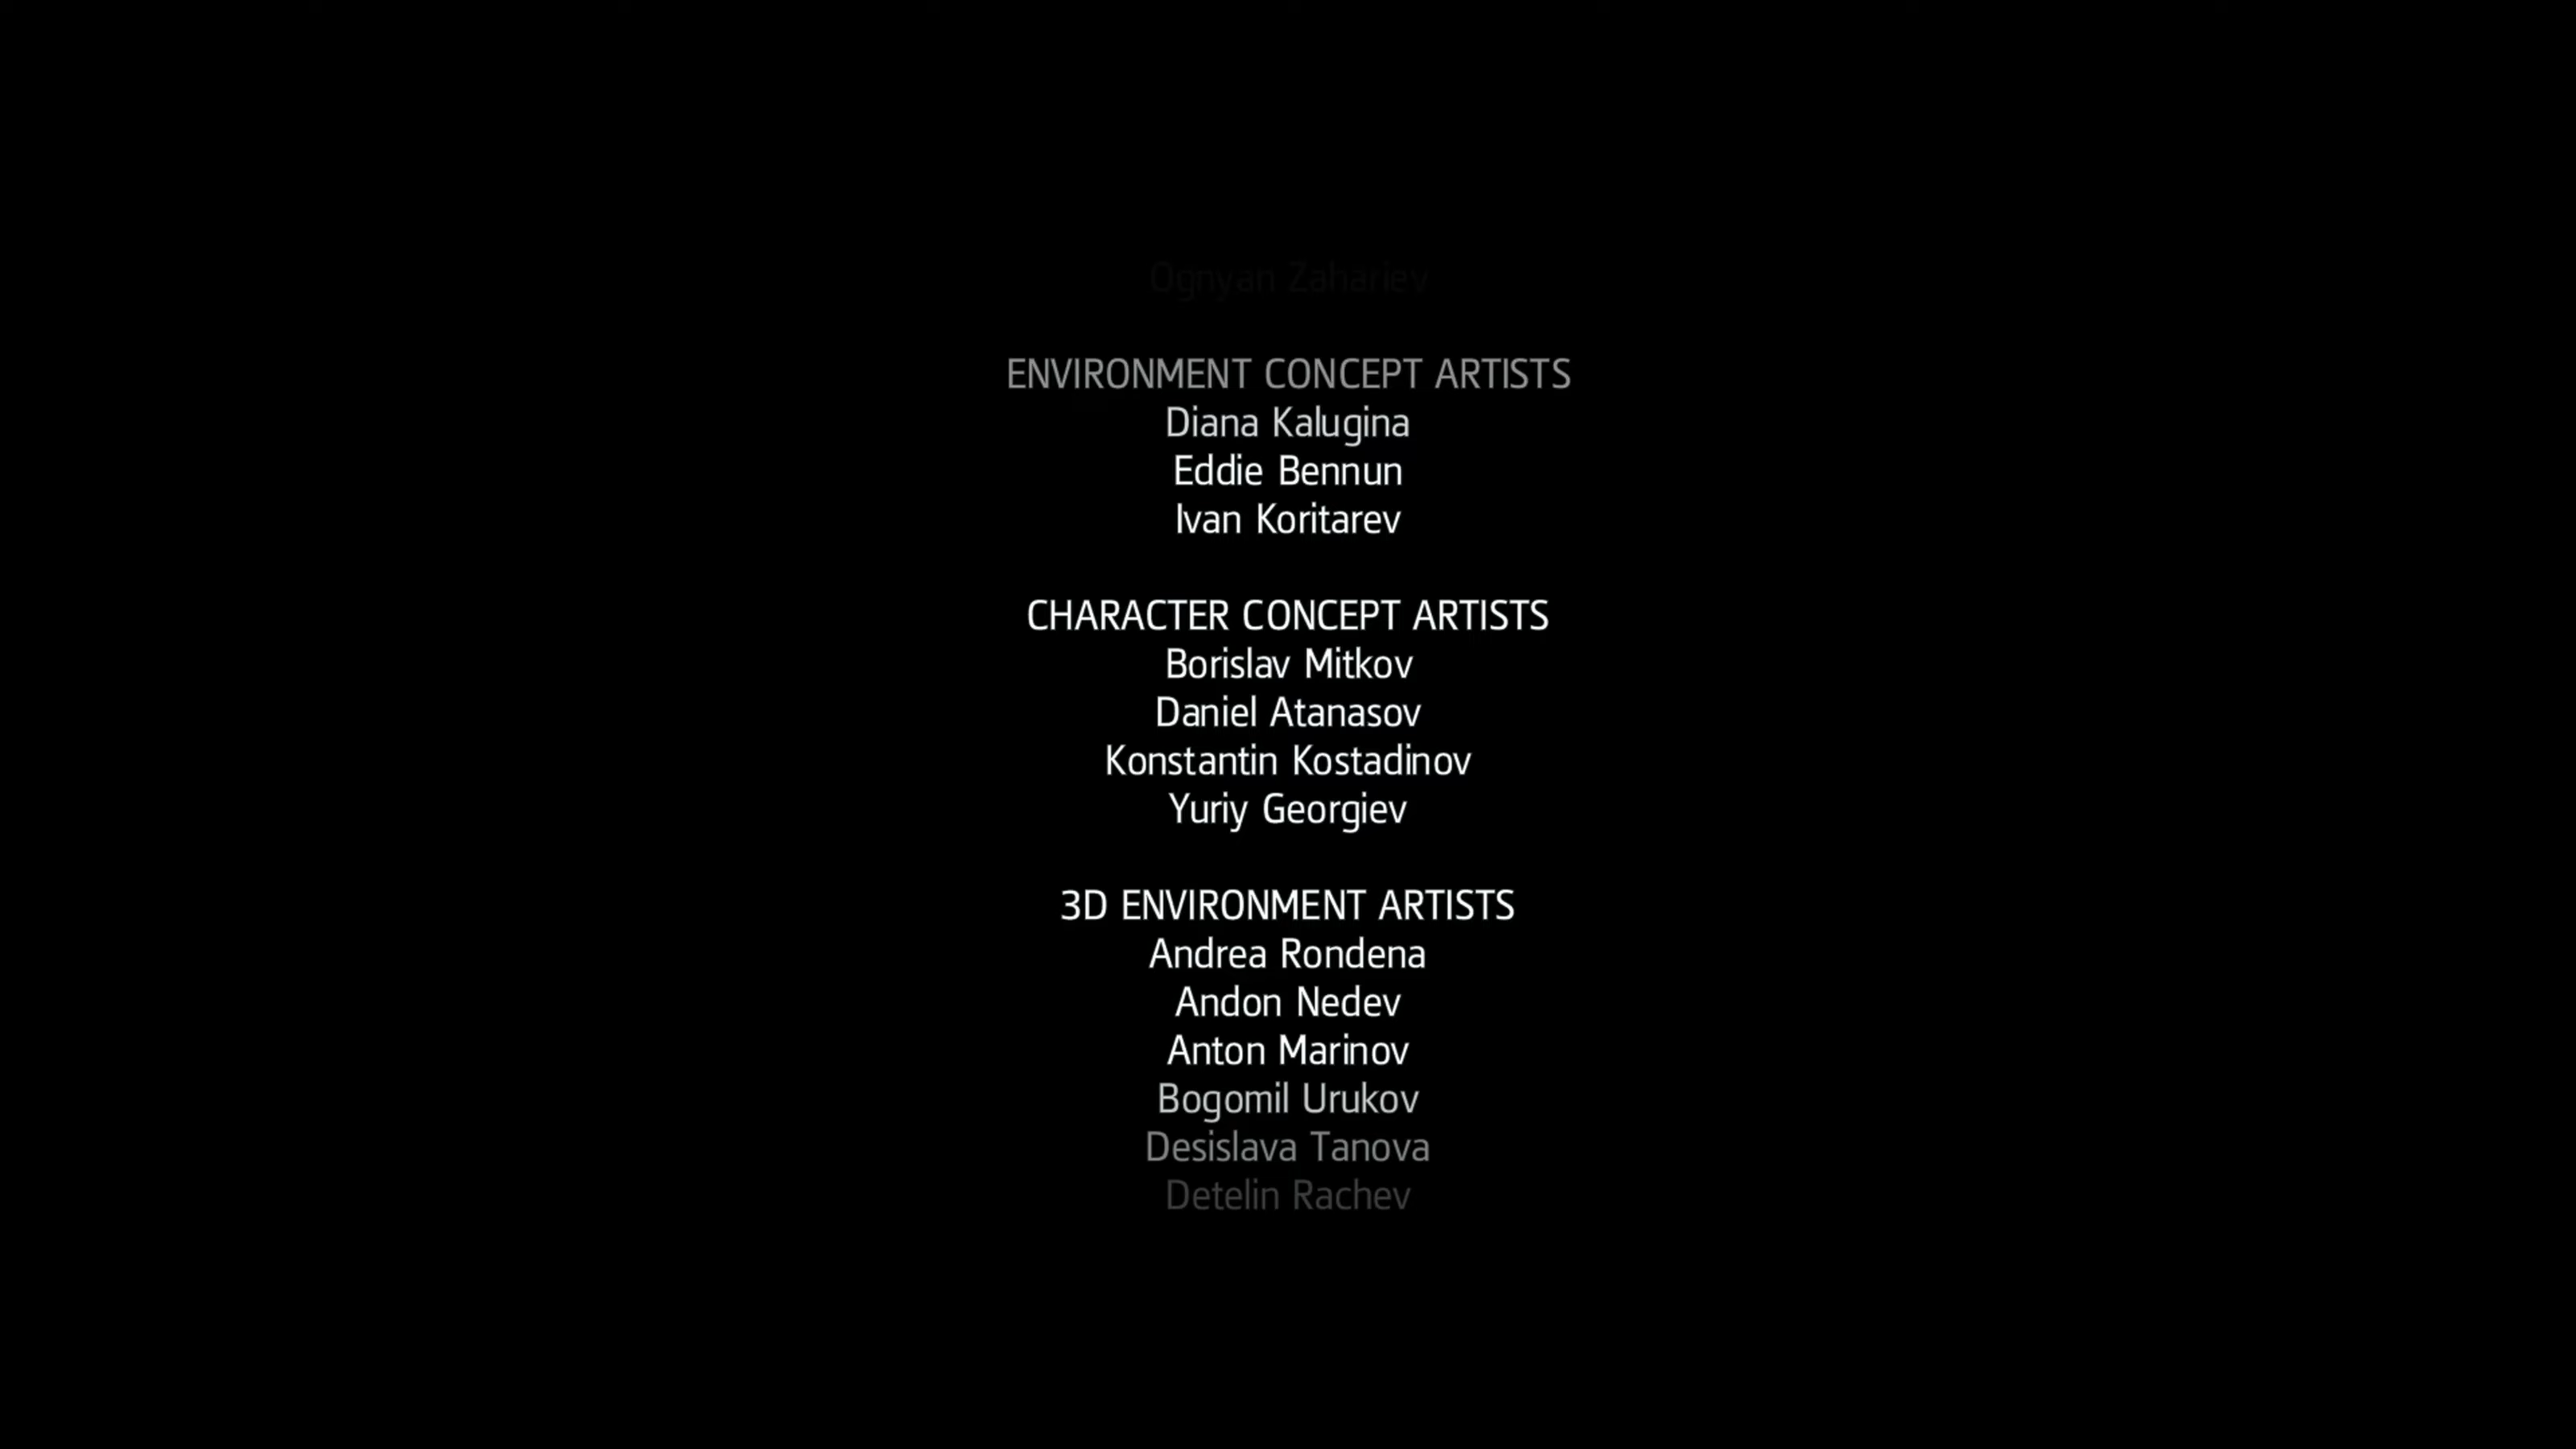 Ognyan Zahariev
ENVIRONMENT CONCEPT ARTISTS
Diana Kalugina
Eddie Bennun
Ivan Koritarev
CHARACTER CONCEPT ARTISTS
Borislav Mitkov
Daniel Atanasov
Konstantin Kostadinov
Yuriy Georgiev
3D ENVIRONMENT ARTISTS
Andrea Rondena
Andon Nedev
Anton Marinov
Bogomil Urukov
Desislava Tanova
Detelin Rachev